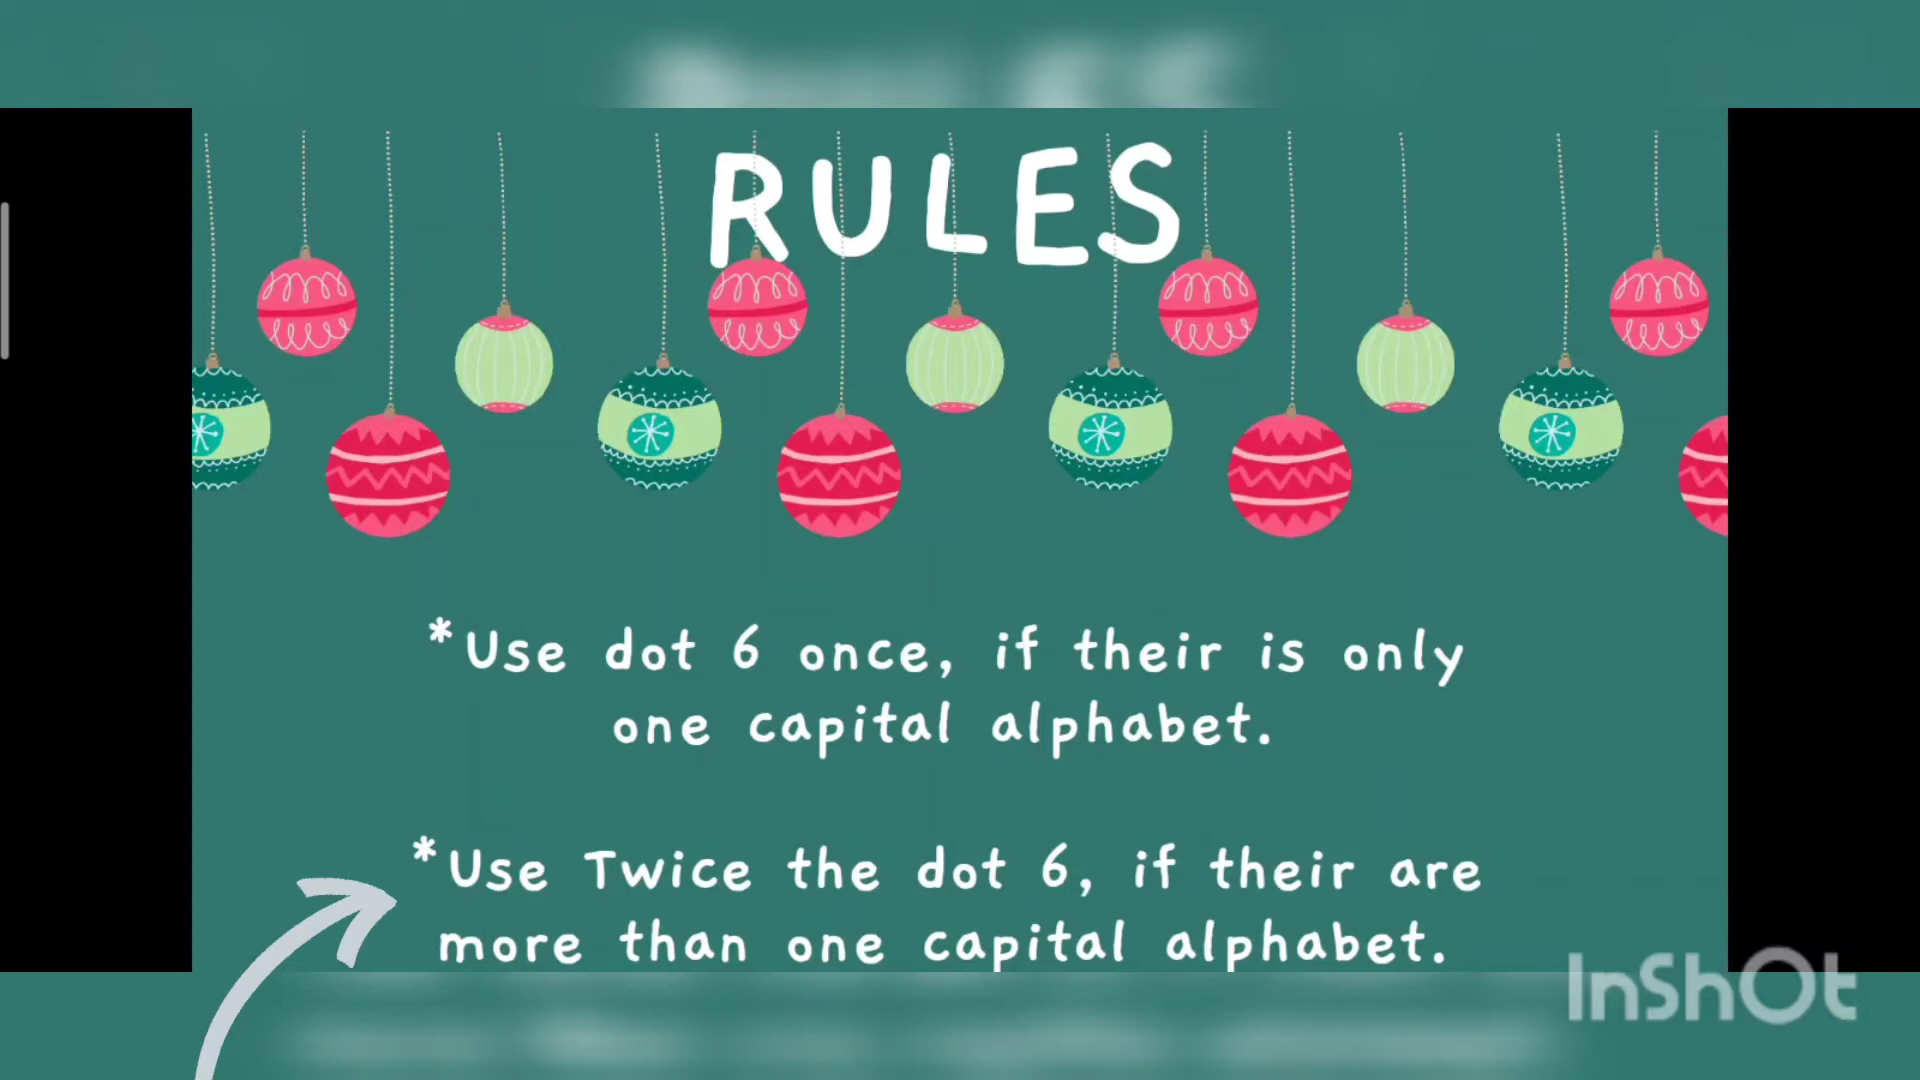 RULES
*Use dot 6 once, if their is only
one capital alphabet.
*Use Twice the dot 6, if their are
more than one capital alphabet.
InShOt